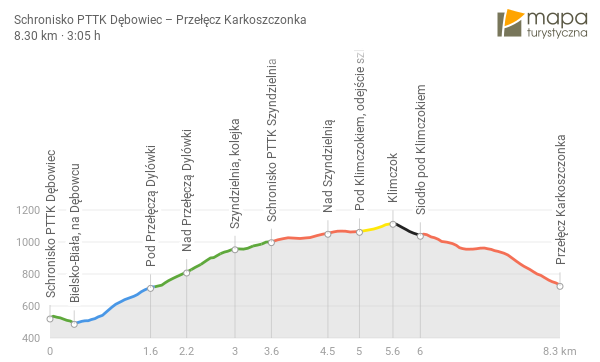 Schronisko PTTK Dębowiec – Przełęcz Karkoszczonka
8.30 km · 3:05 h
mapa
turystyczna
Schronisko PTTK Dębowiec
Bielsko-Biała, na Dębowcu
Pod Przełęczą Dylówki
Nad Przełęczą Dylówki
Szyndzielnia, kolejka
Schronisko PTTK Szyndzielnia
Nad Szyndzielnią
Pod Klimczokiem, odejście
Klimczok
Siodło pod Klimczokiem
Przełęcz Karkoszczonka
1200
1000
800
600
400
0 1.6 2.2 3 3.6 4.5 5 5.6 6 8.3 km